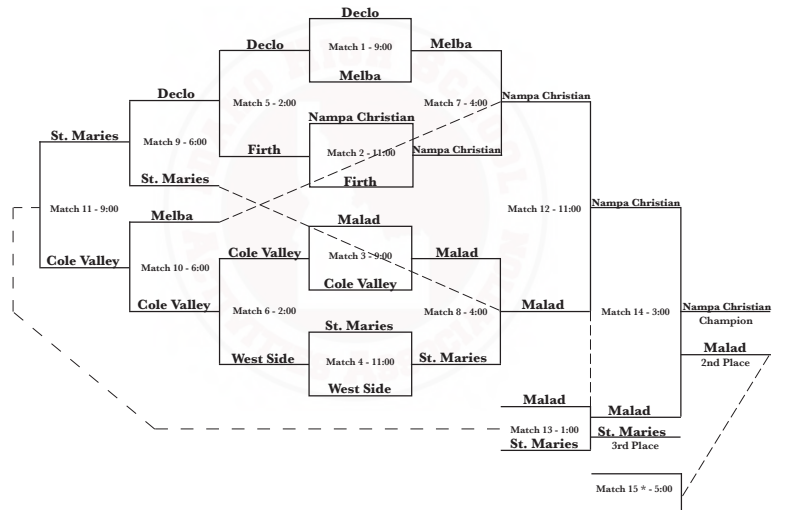 Declo
Declo
Match 1 - 9:00
Melba
Melba
Declo
Match 5 - 2:00
Match 7 - 4:00
Nampa Christian
Nampa Christian
St. Maries
Match 9 - 6:00
Firth
Match 2 - 11:00
Nampa Christian
Firth
St. Maries
Match 11 - 9:00
Melba
Malad
Match 12 - 11:00
Nampa Christian
Cole Valley
Match 10 - 6:00
Cole Valley
Match 3 - 9:00
Malad
Cole Valley
Cole Valley
Match 6 - 2:00
Match 8 - 4:00
Malad
Match 14 - 3:00
Nampa Christian
Champion
St. Maries
West Side
Match 4 - 11:00
St. Maries
West Side
Malad
2nd Place
Malad
Malad
Match 13 - 1:00
St. Maries
St. Maries
3rd Place
Match 15 * - 5:00